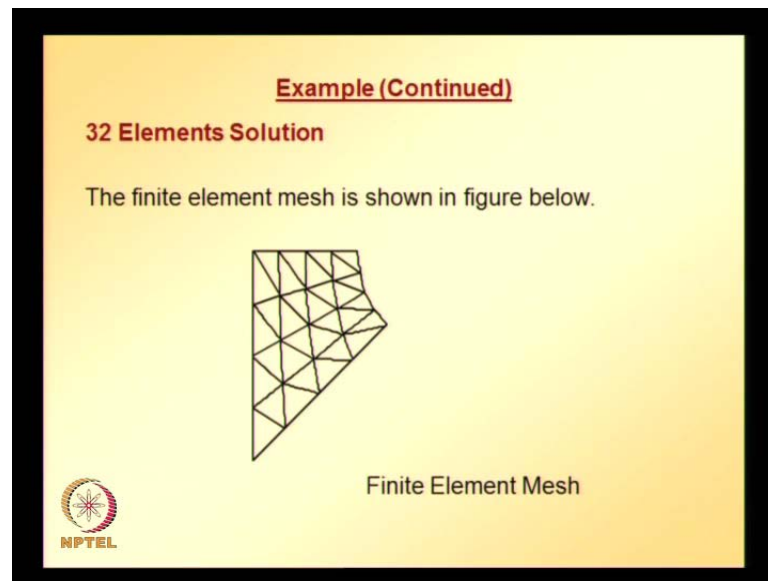 Example (Continued)
32 Elements Solution
The finite element mesh is shown in figure below.
Finite Element Mesh
NPTEL